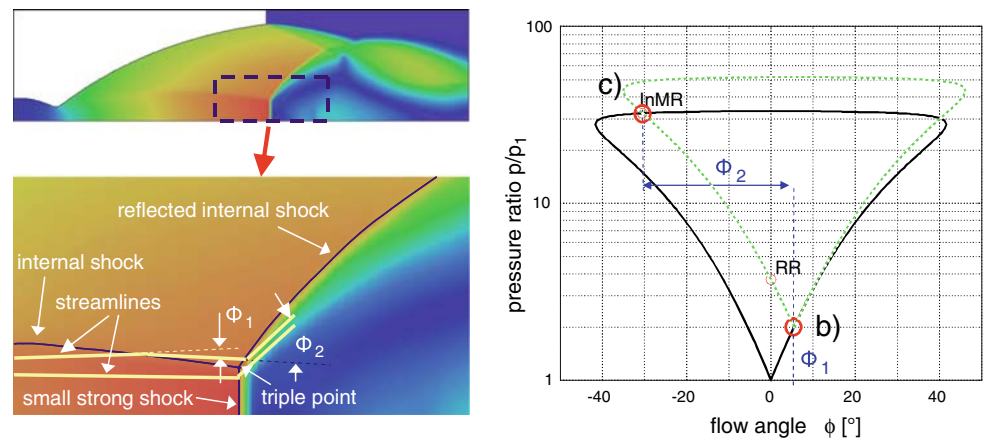 reflected internal shock
internal shock
streamlines
Φ1
Φ2
small strong shock
triple point
100
10
1
pressure ratio p/p1
c)
InMR
Φ2
RR
b)
Φ1
-40 -20 0 20 40
flow angle ϕ [°]